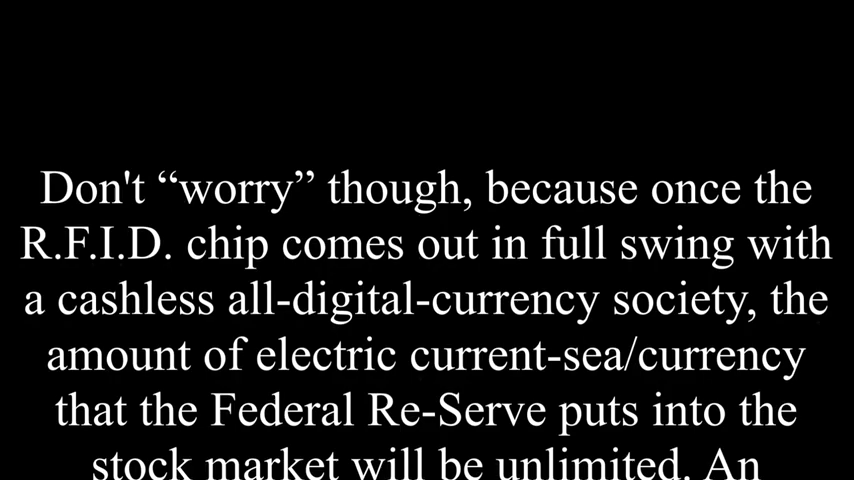 Don't “worry” though, because once the
R.F.I.D. chip comes out in full swing with
a cashless all-digital-currency society, the
amount of electric current-sea/currency
that the Federal Re-Serve puts into the
stock market will be unlimited. An